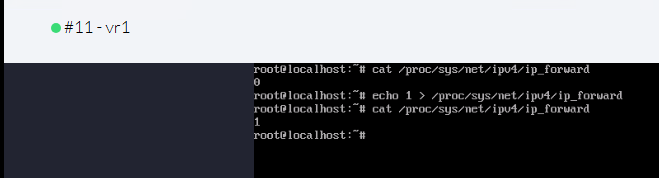 #11 - vr1
root@localhost:~# cat /proc/sys/net/ipv4/ip_forward
0
root@localhost:~# echo 1 > /proc/sys/net/ipv4/ip_forward
root@localhost:~# cat /proc/sys/net/ipv4/ip_forward
1
root@localhost:~#